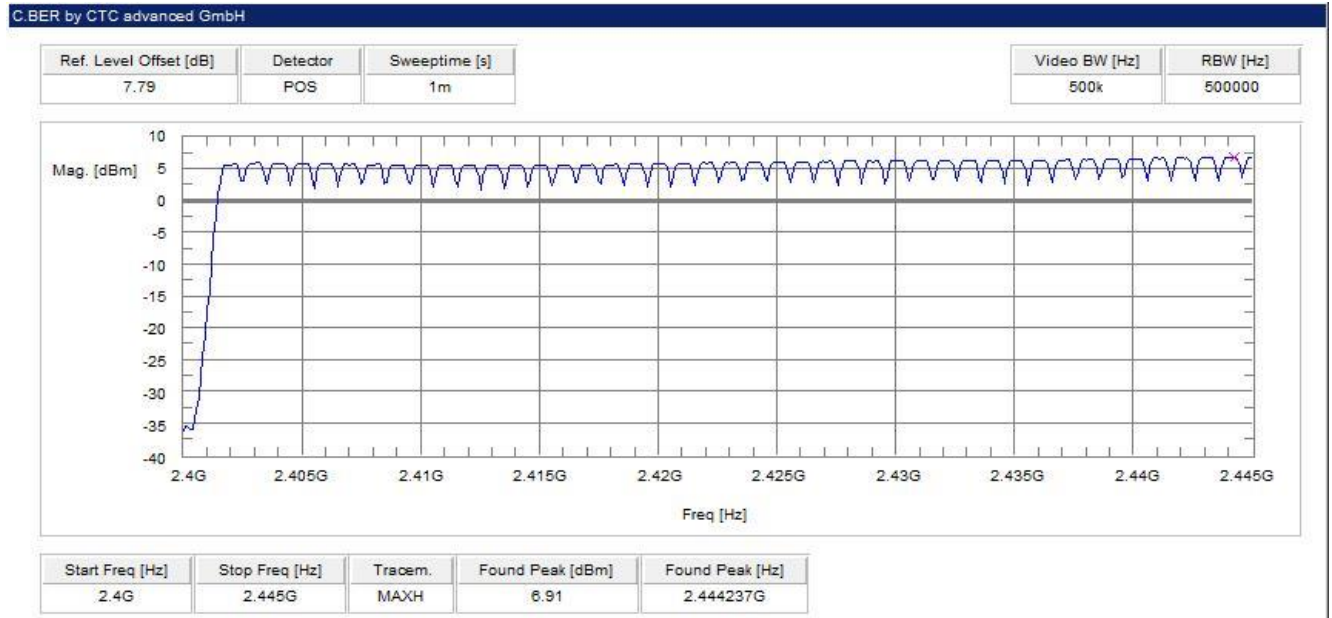 C.BER by CTC advanced GmbH
Ref. Level Offset [dB] Detector Sweeptime [s] Video BW [Hz] RBW [Hz]
7.79 POS 1m 500k 500000
Mag. [dBm]
10
5
0
-5
-10
-15
-20
-25
-30
-35
-40
2.4G 2.405G 2.41G 2.415G 2.42G 2.425G 2.43G 2.435G 2.44G 2.445G
Freq [Hz]
Start Freq [Hz] Stop Freq [Hz] Tracem. Found Peak [dBm] Found Peak [Hz]
2.4G 2.445G MAXH 6.91 2.444237G